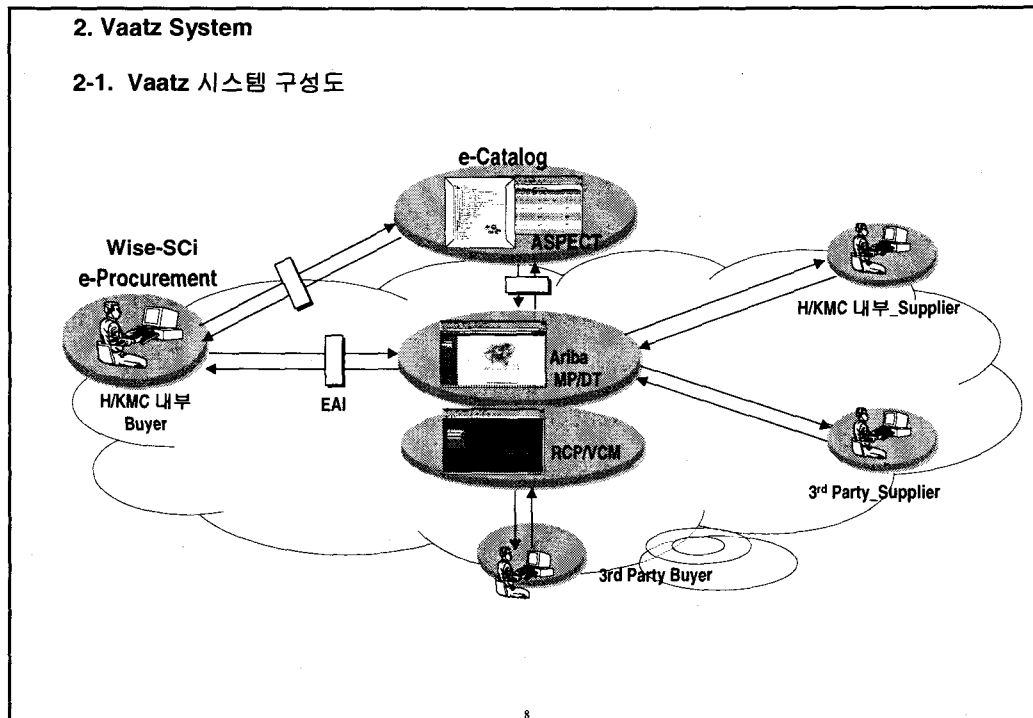 2. Vaatz System
2-1. Vaatz 시스템 구성도
e-Catalog
ASPECT
Wise-SCi
e-Procurement
H/KMC 내부_Supplier
Ariba
MP/DT
H/KMC 내부
Buyer
EAI
RCP/VCM
3rd Party_Supplier
3rd Party Buyer
8